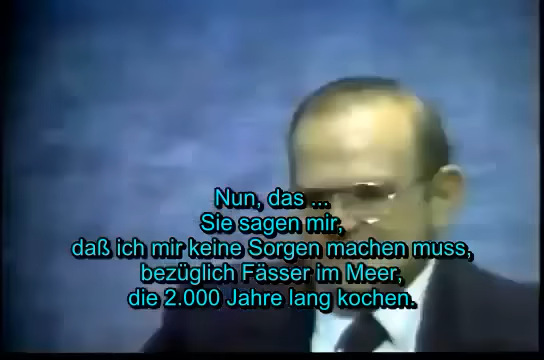 Nun, das ...
Sie sagen mir,
daß ich mir keine Sorgen machen muss,
bezüglich Fässer im Meer,
die 2.000 Jahre lang kochen.